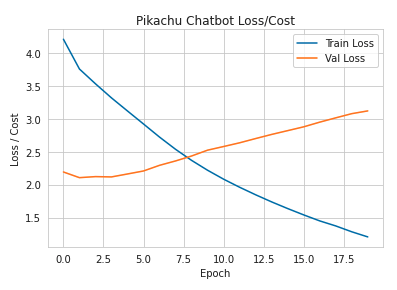 Pikachu Chatbot Loss/Cost
Train Loss
Val Loss
Loss / Cost
4.0
3.5
3.0
2.5
2.0
1.5
0.0 2.5 5.0 7.5 10.0 12.5 15.0 17.5
Epoch